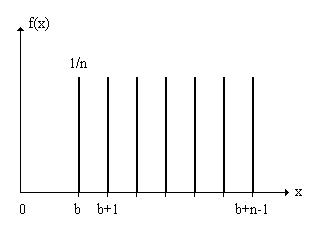 f(x)
1/n
x
0 b b+1 b+n-1